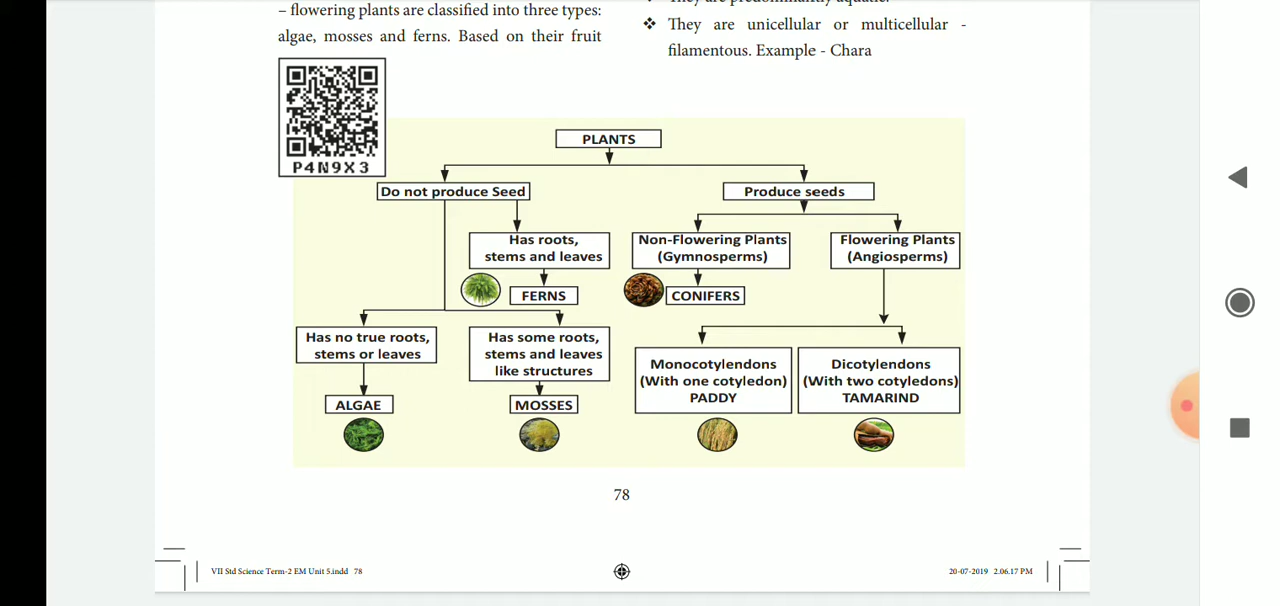 – flowering plants are classified into three types:
algae, mosses and ferns. Based on their fruit
They are predominantly aquatic.
❖ They are unicellular or multicellular -
filamentous. Example - Chara
P4N9X3
PLANTS
Do not produce Seed
Produce seeds
Has roots,
stems and leaves
Non-Flowering Plants
(Gymnosperms)
Flowering Plants
(Angiosperms)
FERNS
CONIFERS
Has no true roots,
stems or leaves
Has some roots,
stems and leaves
like structures
Monocotylendons
(With one cotyledon)
PADDY
Dicotylendons
(With two cotyledons)
TAMARIND
ALGAE
MOSSES
78
VII Std Science Term-2 EM Unit 5.indd 78
20-07-2019 2.06.17 PM